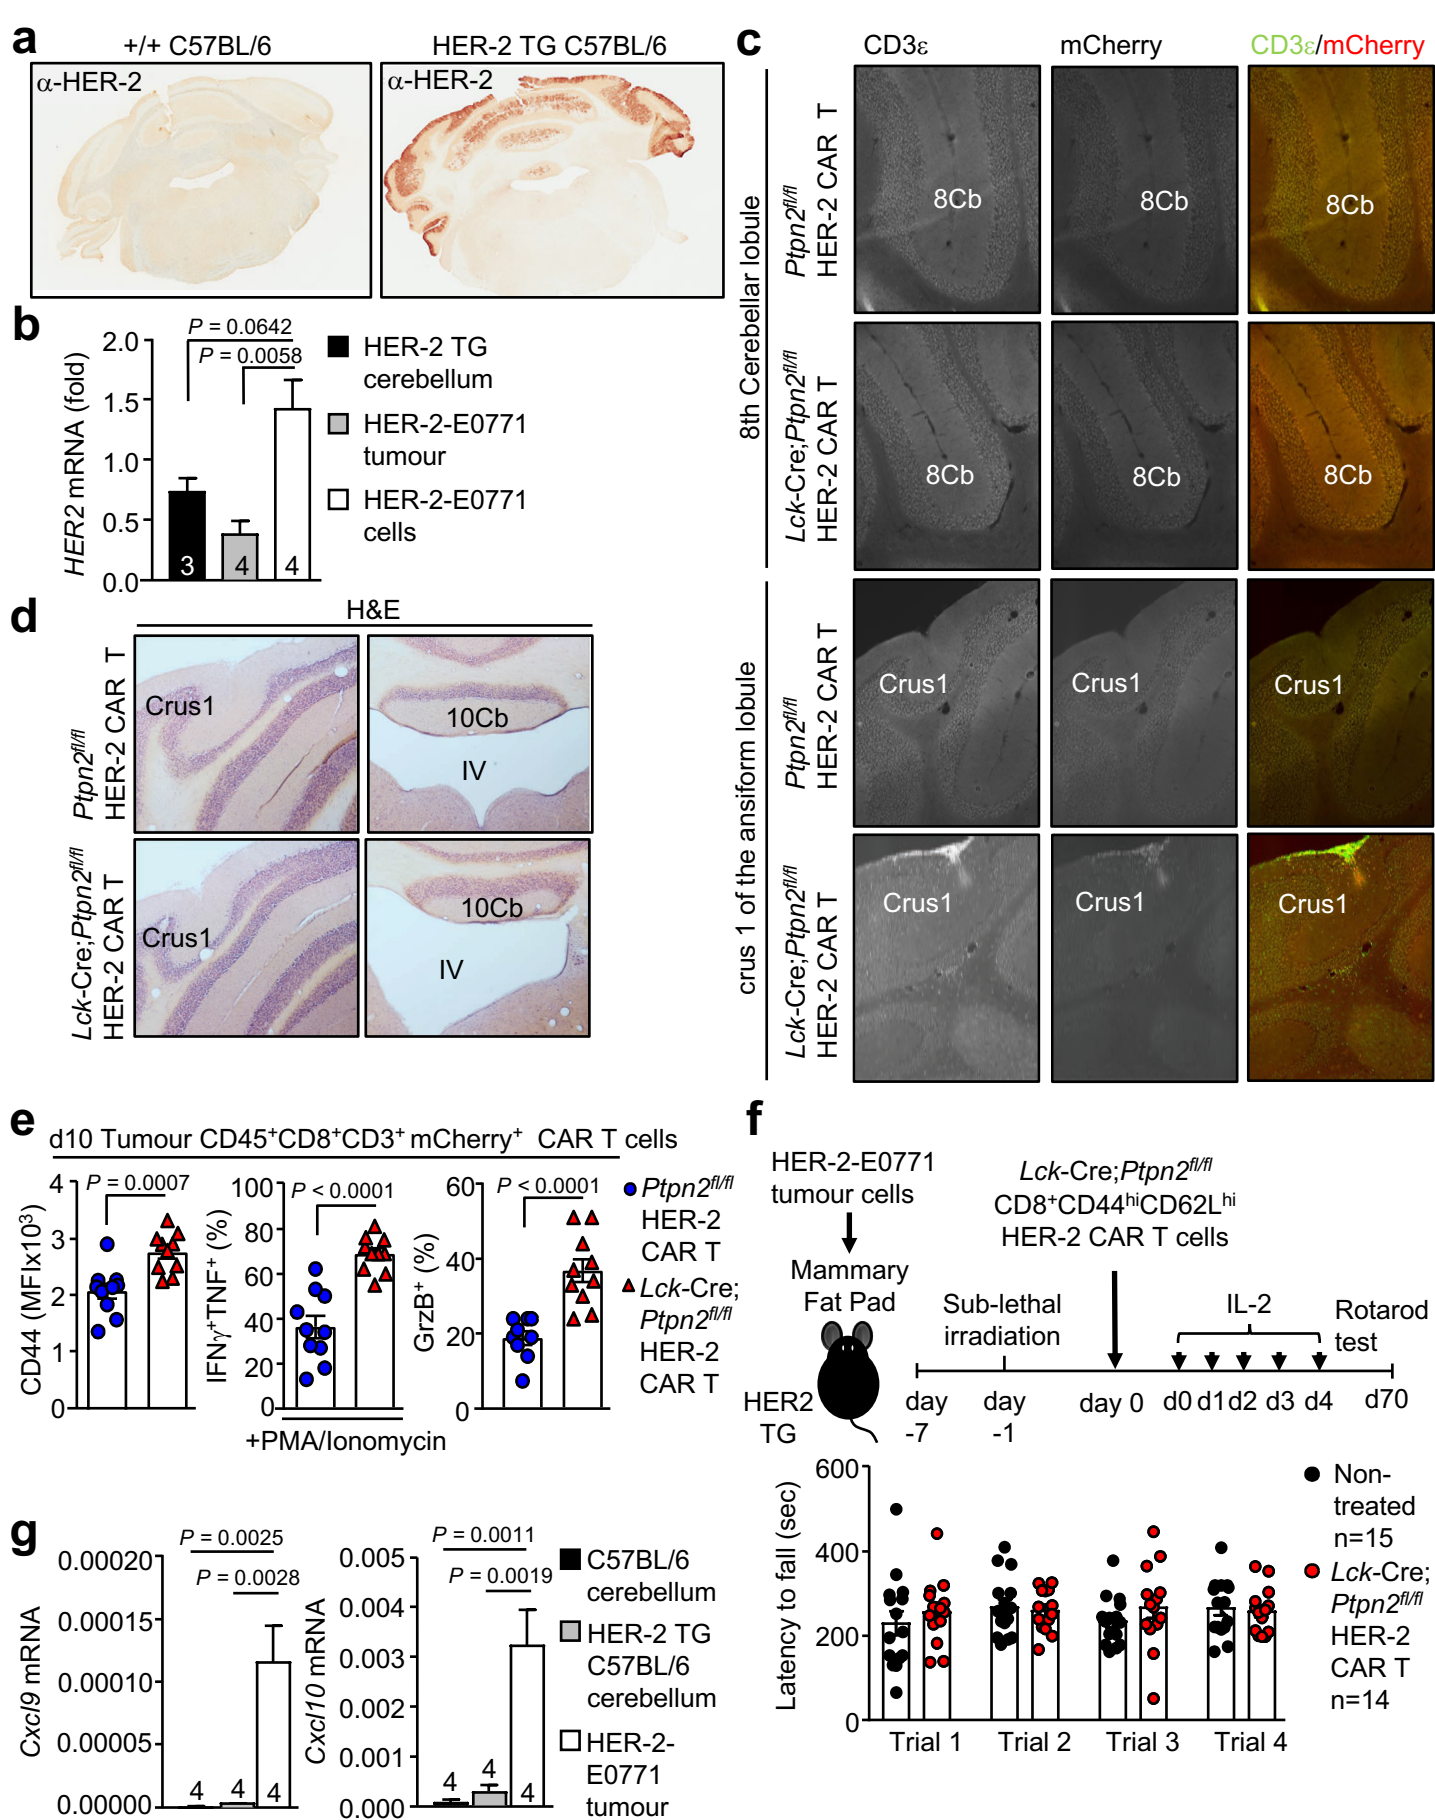 a
+/+ C57BL/6
HER-2 TG C57BL/6
α-HER-2
α-HER-2
b
HER2 mRNA (fold)
2.0
1.5
1.0
0.5
0.0
P = 0.0642
P = 0.0058
3
4
4
HER-2 TG
cerebellum
HER-2-E0771
tumour
HER-2-E0771
cells
c
CD3ε
mCherry
CD3ε/mCherry
8th Cerebellar lobule
Ptpn2fl/fl
HER-2 CAR T
8Cb
8Cb
8Cb
Lck-Cre;Ptpn2fl/fl
HER-2 CAR T
8Cb
8Cb
8Cb
crus 1 of the ansiform lobule
Ptpn2fl/fl
HER-2 CAR T
Crus1
Crus1
Crus1
Lck-Cre;Ptpn2fl/fl
HER-2 CAR T
Crus1
Crus1
Crus1
d
H&E
Ptpn2fl/fl
HER-2 CAR T
Crus1
10Cb
IV
Lck-Cre;Ptpn2fl/fl
HER-2 CAR T
Crus1
10Cb
IV
e
d10 Tumour CD45+CD8+CD3+ mCherry+ CAR T cells
CD44 (MFIx103)
4
3
2
1
0
P = 0.0007
IFNγ+TNF+ (%)
100
80
60
40
20
0
P < 0.0001
+PMA/Ionomycin
GrzB+ (%)
60
40
20
0
P < 0.0001
Ptpn2fl/fl
HER-2
CAR T
Lck-Cre;
Ptpn2fl/fl
HER-2
CAR T
f
HER-2-E0771
tumour cells
Mammary
Fat Pad
HER2
TG
Lck-Cre;Ptpn2fl/fl
CD8+CD44hiCD62Lhi
HER-2 CAR T cells
Sub-lethal
irradiation
IL-2
Rotarod
test
day
-7
day
-1
day 0
d0 d1 d2 d3 d4
d70
Latency to fall (sec)
600
400
200
0
Trial 1
Trial 2
Trial 3
Trial 4
Non-
treated
n=15
Lck-Cre;
Ptpn2fl/fl
HER-2
CAR T
n=14
g
Cxcl9 mRNA
0.00020
0.00015
0.00010
0.00005
0.00000
P = 0.0025
P = 0.0028
4
4
4
Cxcl10 mRNA
0.005
0.004
0.003
0.002
0.001
0.000
P = 0.0011
P = 0.0019
4
4
4
C57BL/6
cerebellum
HER-2 TG
C57BL/6
cerebellum
HER-2-
E0771
tumour